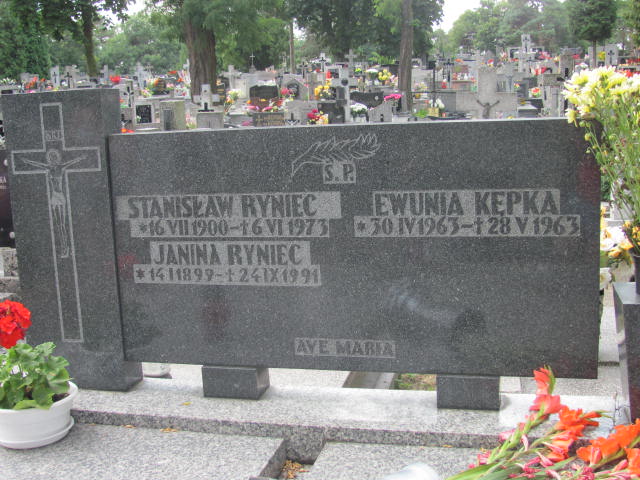 INRI
Ś.P.
STANISŁAW RYNIEC
*16 VII 1900-†6 VI 1973
JANINA RYNIEC
*14 I 1899-†24 IX 1991
EWUNIA KĘPKA
*30 IV 1963-†28 V 1963
AVE MARIA